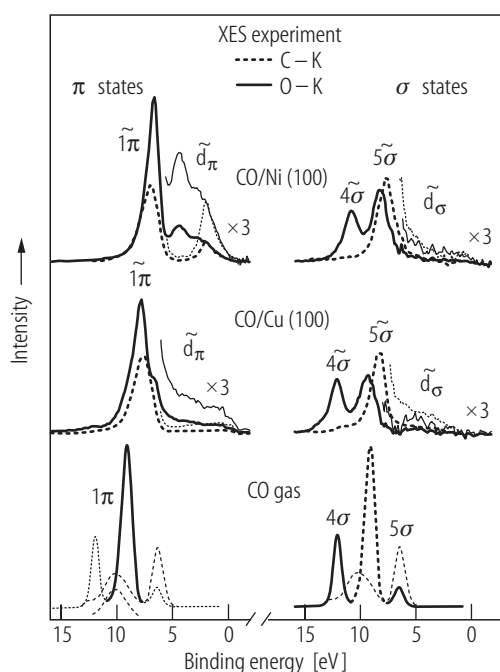 XES experiment
C – K
π states
O – K
σ states
1π̃
d̃π
CO/Ni (100)
4σ̃
5σ̃
d̃σ
×3
×3
1π̃
d̃π
CO/Cu (100)
4σ̃
5σ̃
d̃σ
×3
×3
Intensity
1π
CO gas
4σ
5σ
15 10 5 0 15 10 5 0
Binding energy [eV]